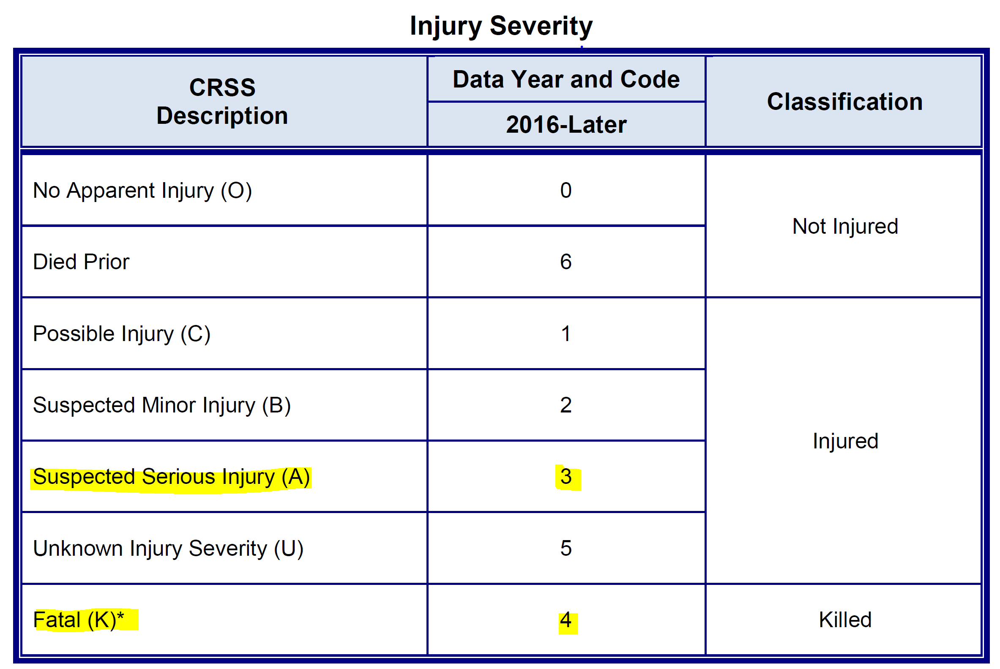 Injury Severity
CRSS
Description
Data Year and Code
2016-Later
Classification
No Apparent Injury (O)
0
Not Injured
Died Prior
6
Possible Injury (C)
1
Injured
Suspected Minor Injury (B)
2
Suspected Serious Injury (A)
3
Unknown Injury Severity (U)
5
Fatal (K)*
4
Killed